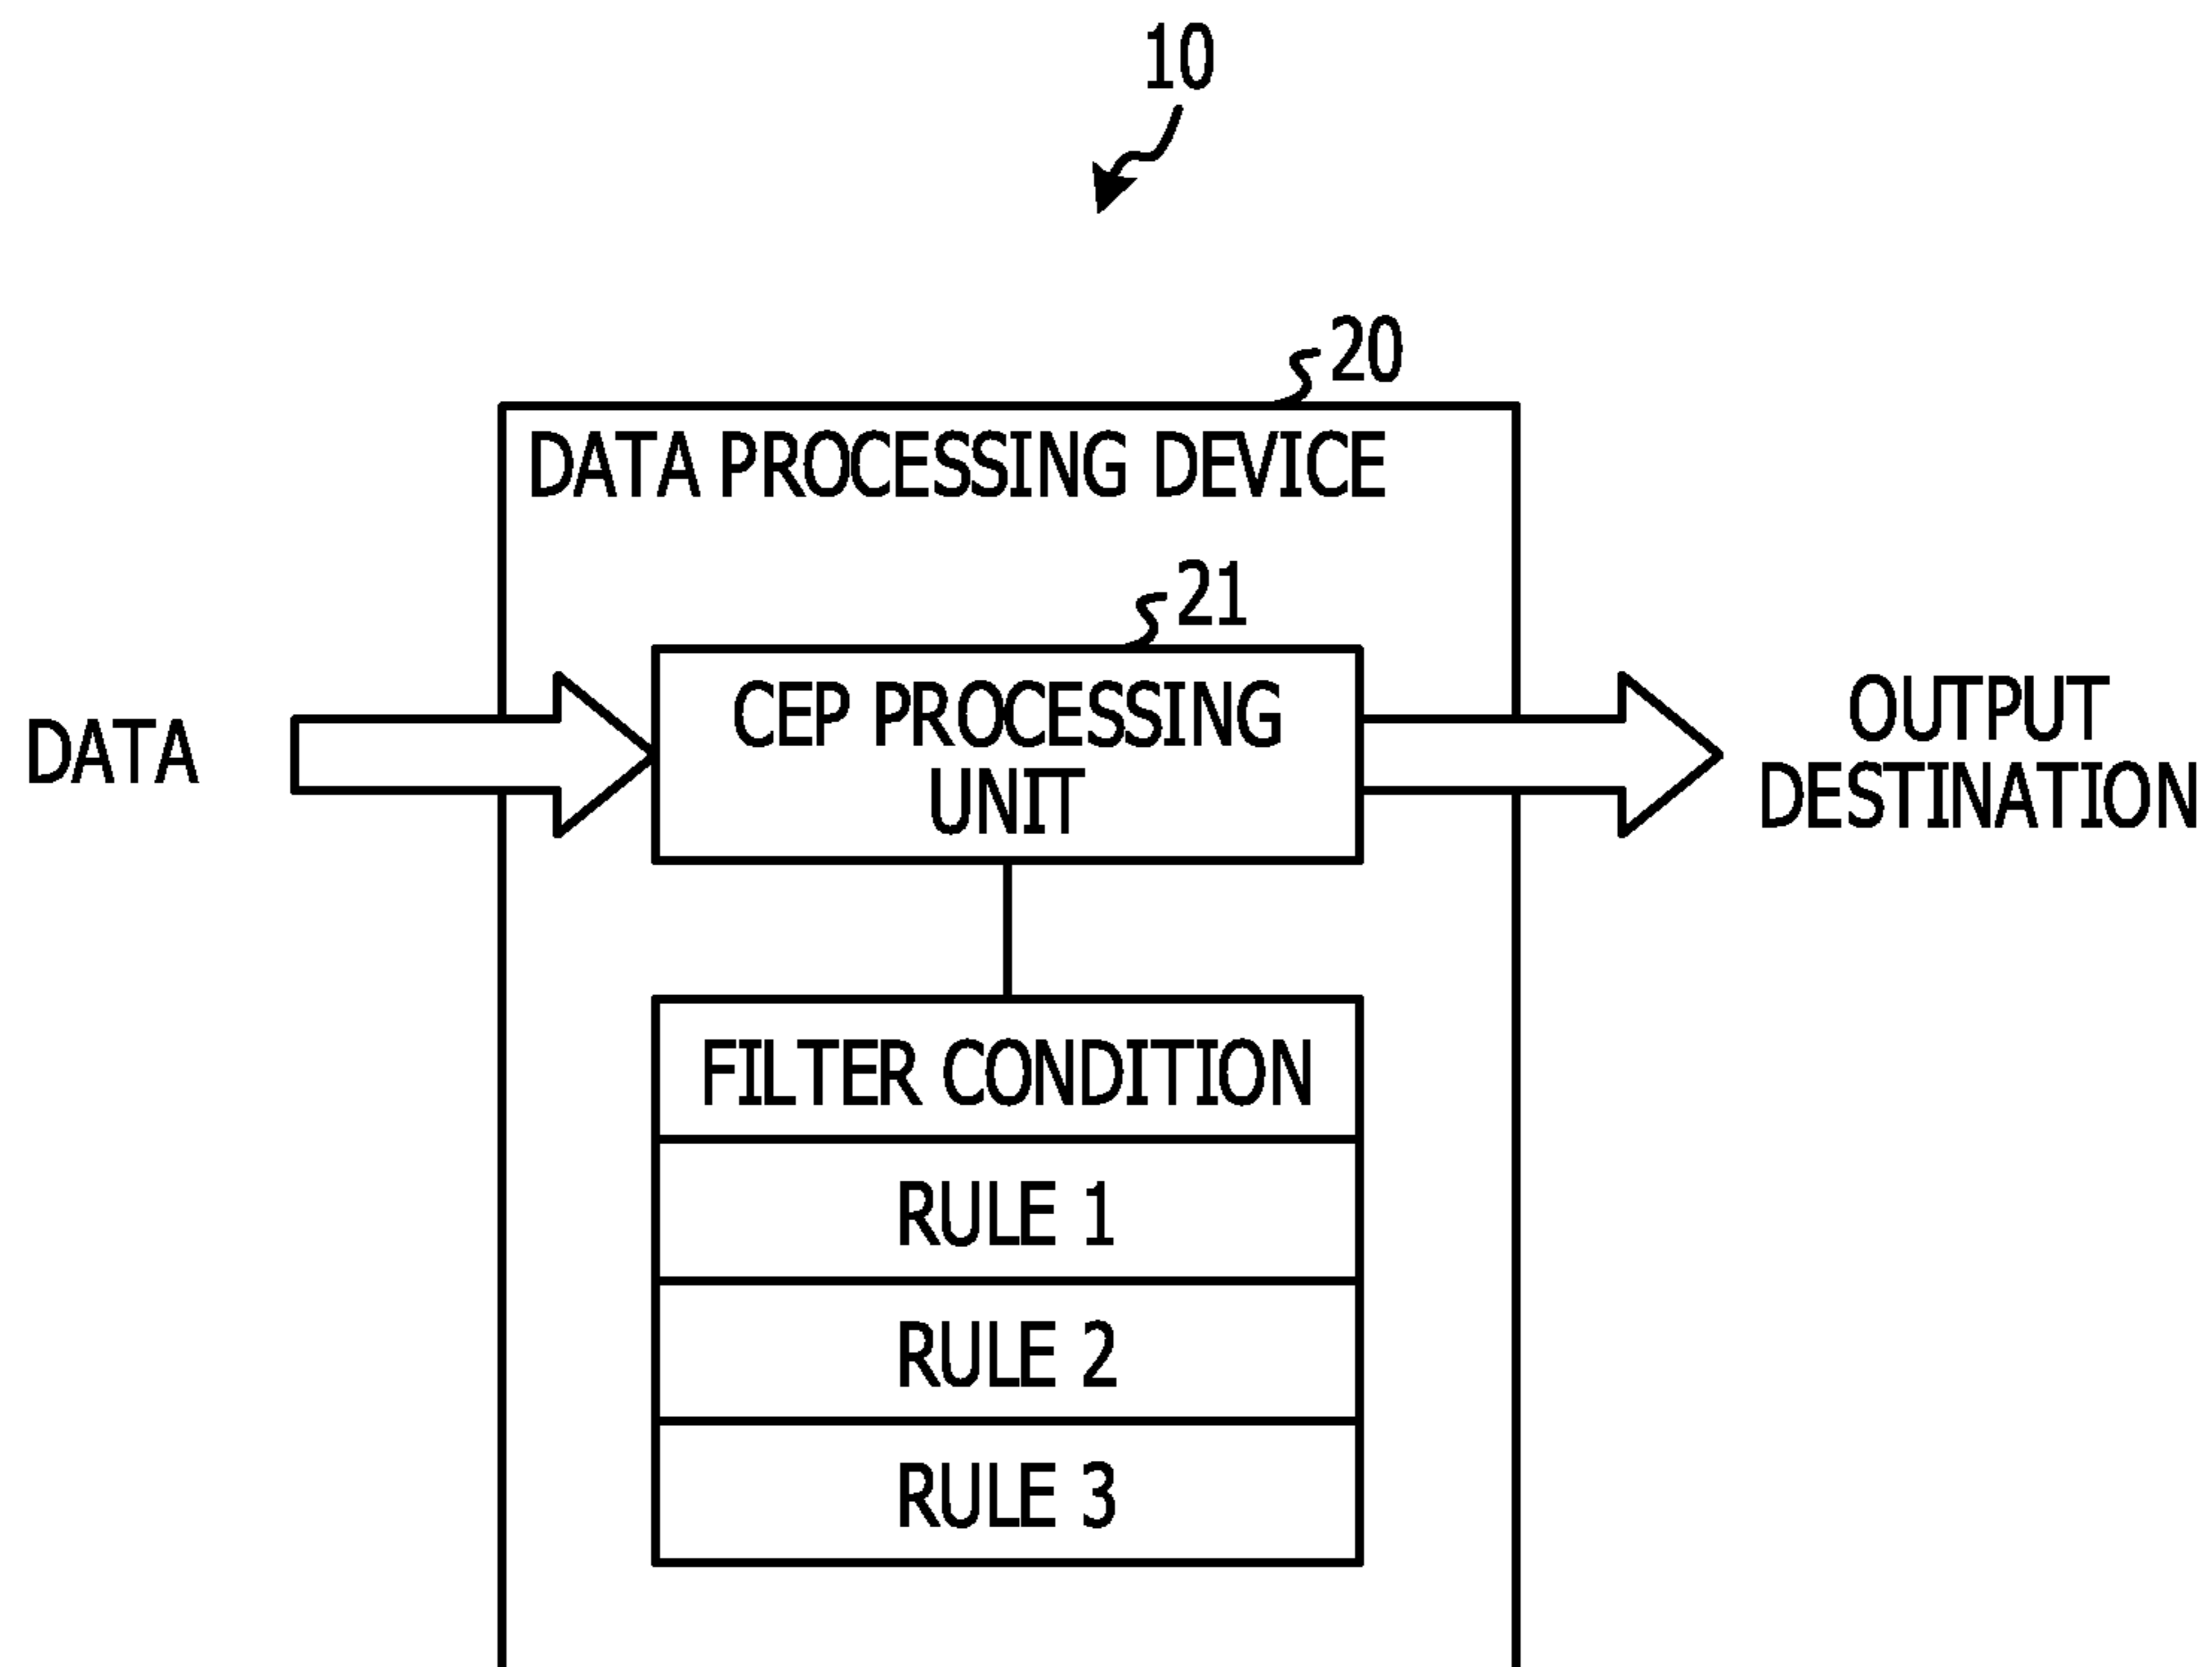 10
20
DATA PROCESSING DEVICE
21
CEP PROCESSING
UNIT
DATA
OUTPUT
DESTINATION
FILTER CONDITION
RULE 1
RULE 2
RULE 3